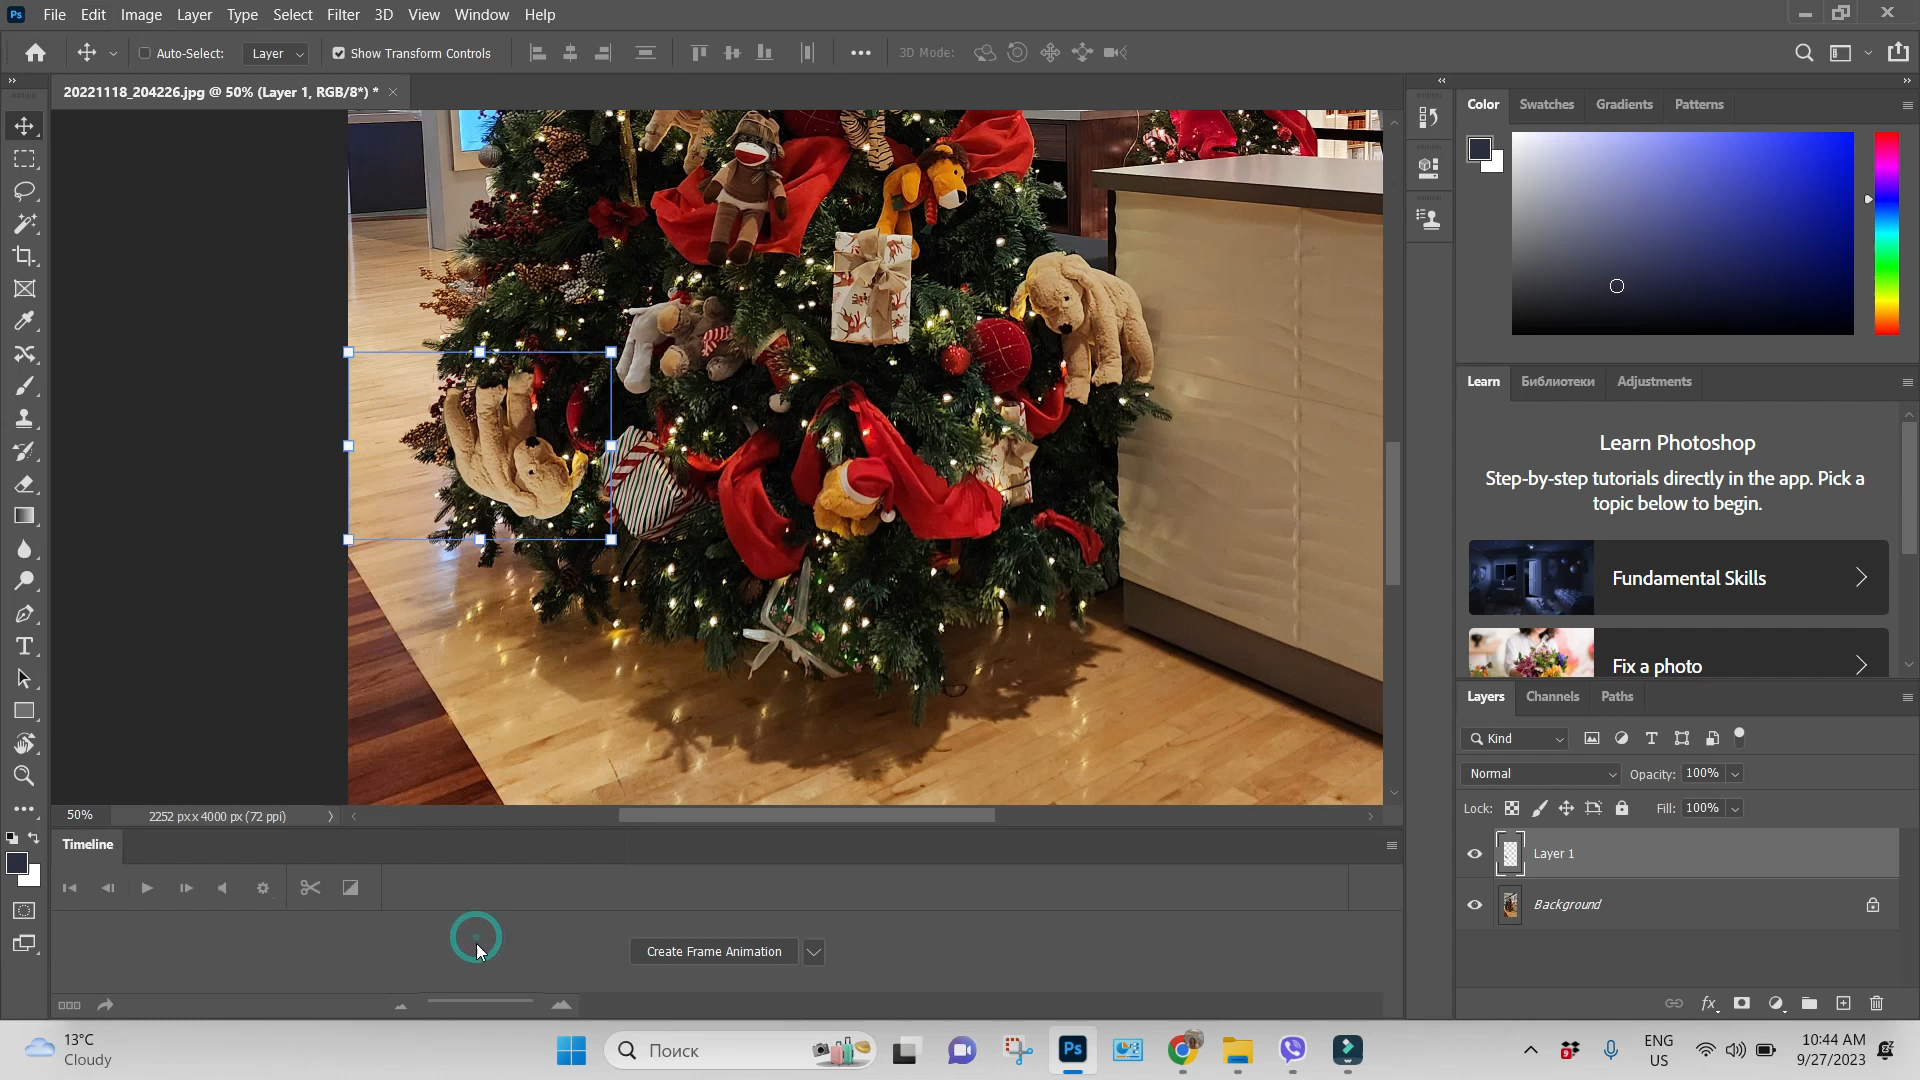 Ps File Edit Image Layer Type Select Filter 3D View Window Help
Auto-Select: Layer Show Transform Controls 3D Mode:
20221118_204226.jpg @ 50% (Layer 1, RGB/8*) *
Color Swatches Gradients Patterns
Learn Библиотеки Adjustments
Learn Photoshop
Step-by-step tutorials directly in the app. Pick a
topic below to begin.
Fundamental Skills
Fix a photo
Layers Channels Paths
Kind
Normal Opacity: 100%
Lock: Fill: 100%
Layer 1
Background
50% 2252 px x 4000 px (72 ppi)
Timeline
Create Frame Animation
fx
13°C
Cloudy
Поиск
Ps
9
ENG
US
10:44 AM
9/27/2023